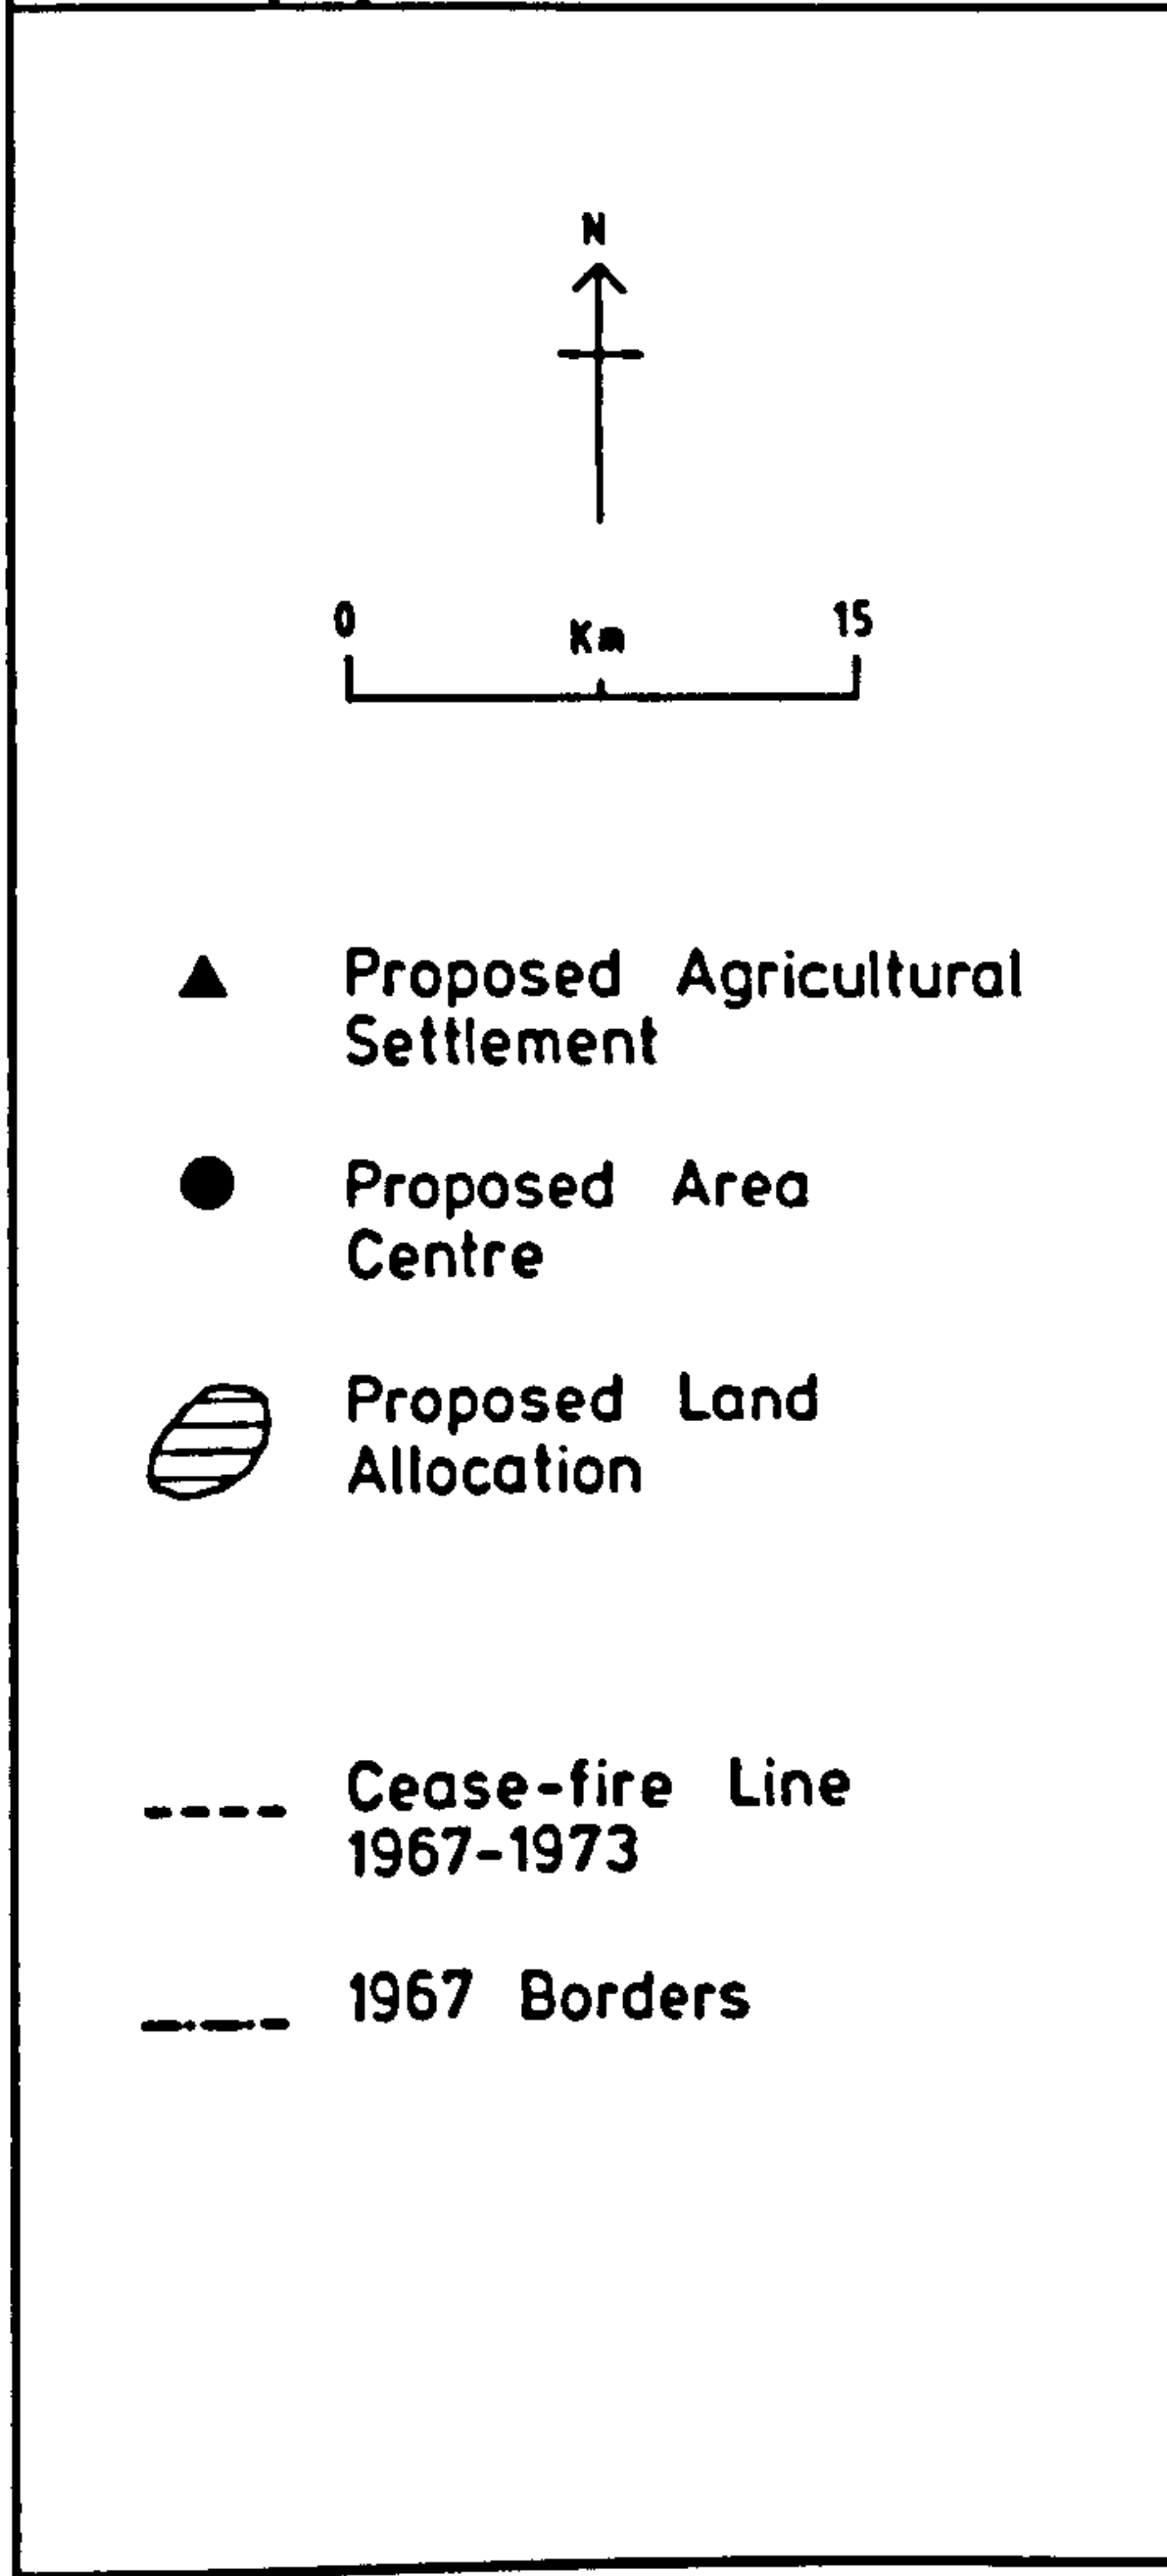 N
0 Km 15
Proposed Agricultural
Settlement
Proposed Area
Centre
Proposed Land
Allocation
Cease-fire Line
1967-1973
1967 Borders